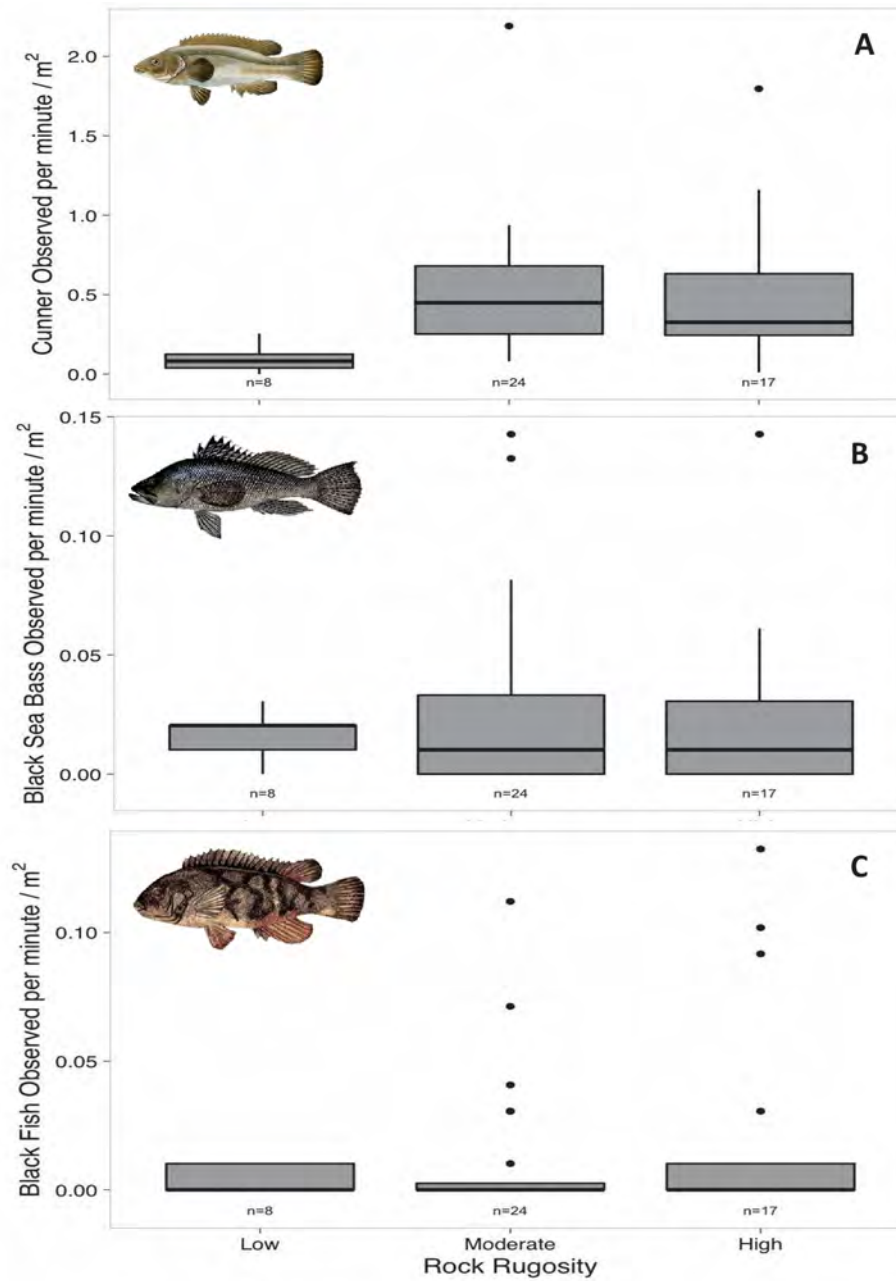 A
Cunner Observed per minute / m²
2.0
1.5
1.0
0.5
0.0
n=8
n=24
n=17
B
Black Sea Bass Observed per minute / m²
0.15
0.10
0.05
0.00
n=8
n=24
n=17
C
Black Fish Observed per minute / m²
0.10
0.05
0.00
n=8
n=24
n=17
Low
Moderate
High
Rock Rugosity